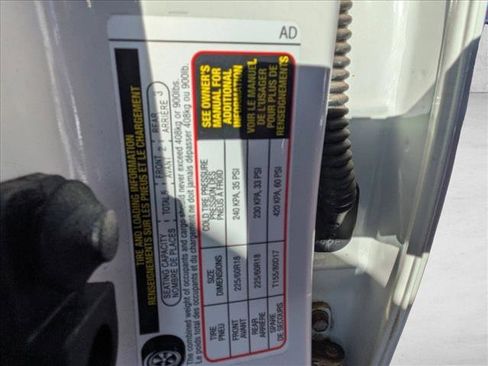 AD
TIRE AND LOADING INFORMATION
RENSEIGNEMENTS SUR LES PNEUS ET LE CHARGEMENT
SEATING CAPACITY TOTAL FRONT 2 REAR 3
NOMBRE DE PLACES AVANT ARRIÈRE
The combined weight of occupants and cargo should never exceed 408kg or 900lbs.
Le poids total des occupants et du chargement ne doit jamais dépasser 408kg ou 900lb.
TIRE SIZE COLD TIRE PRESSURE
PNEU DIMENSIONS PRESSION DES PNEUS À FROID
FRONT AVANT 225/60R18 240 KPA, 35 PSI
REAR ARRIÈRE 225/60R18 230 KPA, 33 PSI
SPARE DE SECOURS T155/80D17 420 KPA, 60 PSI
SEE OWNER'S
MANUAL FOR
ADDITIONAL
INFORMATION
VOIR LE MANUEL
DE L'USAGER
POUR PLUS DE
RENSEIGNEMENTS